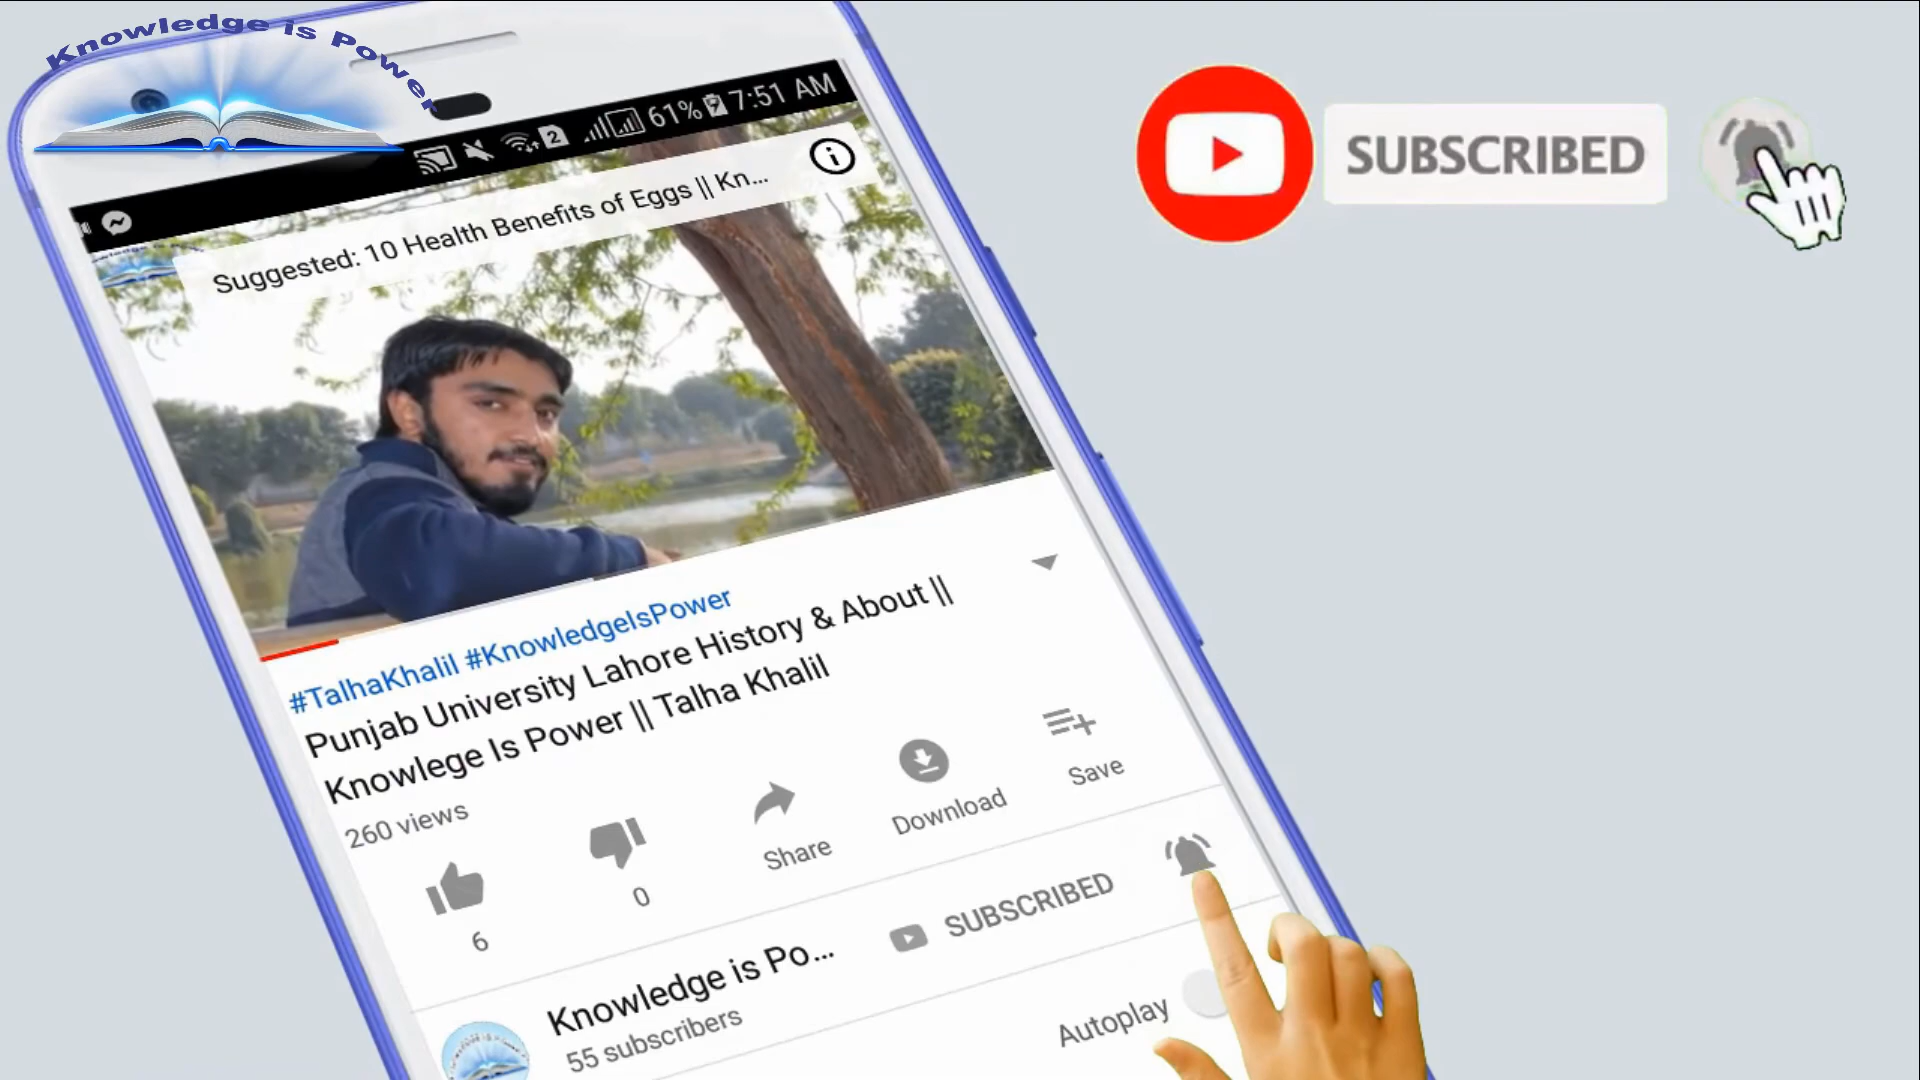 Knowledge is Power
2
61%
7:51 AM
Suggested: 10 Health Benefits of Eggs || Kn...
i
SUBSCRIBED
#TalhaKhalil #KnowledgeIsPower
Punjab University Lahore History & About ||
Knowlege Is Power || Talha Khalil
260 views
6
0
Share
Download
Save
Knowledge is Po...
55 subscribers
SUBSCRIBED
Autoplay